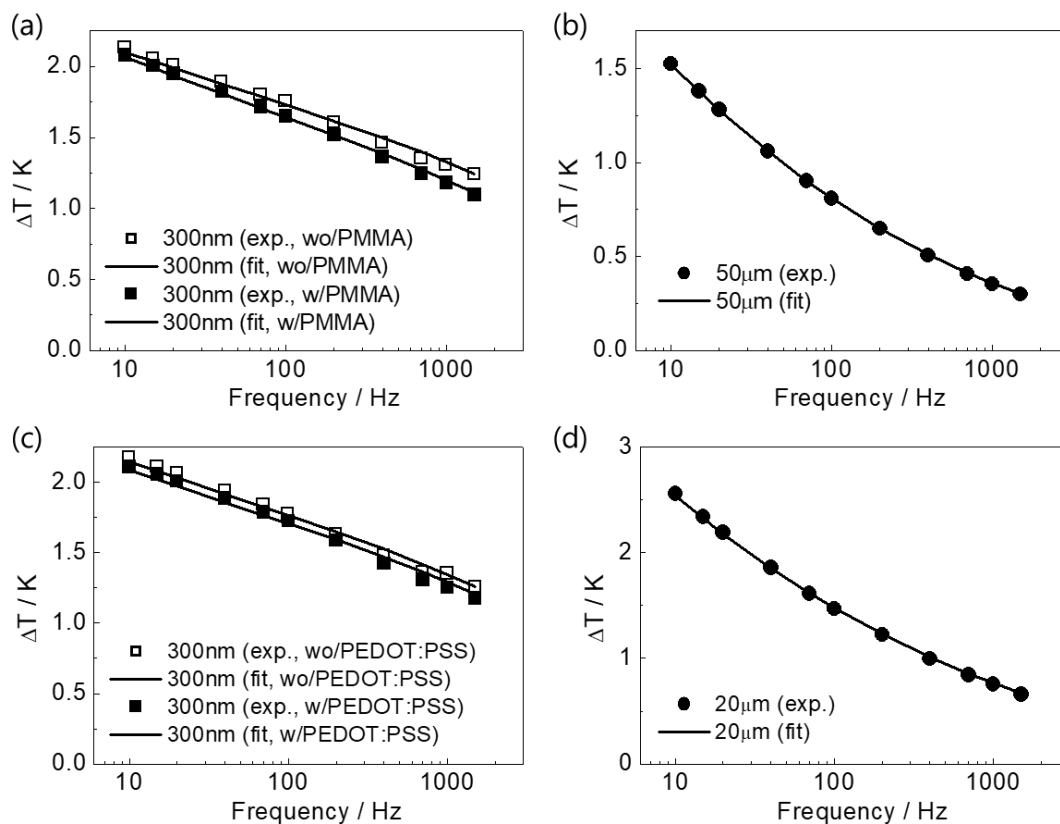 (a)
ΔT / K
2.0
1.5
1.0
0.5
0.0
300nm (exp., wo/PMMA)
300nm (fit, wo/PMMA)
300nm (exp., w/PMMA)
300nm (fit, w/PMMA)
10
100
1000
Frequency / Hz
(b)
ΔT / K
1.5
1.0
0.5
0.0
50μm (exp.)
50μm (fit)
10
100
1000
Frequency / Hz
(c)
ΔT / K
2.0
1.5
1.0
0.5
0.0
300nm (exp., wo/PEDOT:PSS)
300nm (fit, wo/PEDOT:PSS)
300nm (exp., w/PEDOT:PSS)
300nm (fit, w/PEDOT:PSS)
10
100
1000
Frequency / Hz
(d)
ΔT / K
3
2
1
0
20μm (exp.)
20μm (fit)
10
100
1000
Frequency / Hz